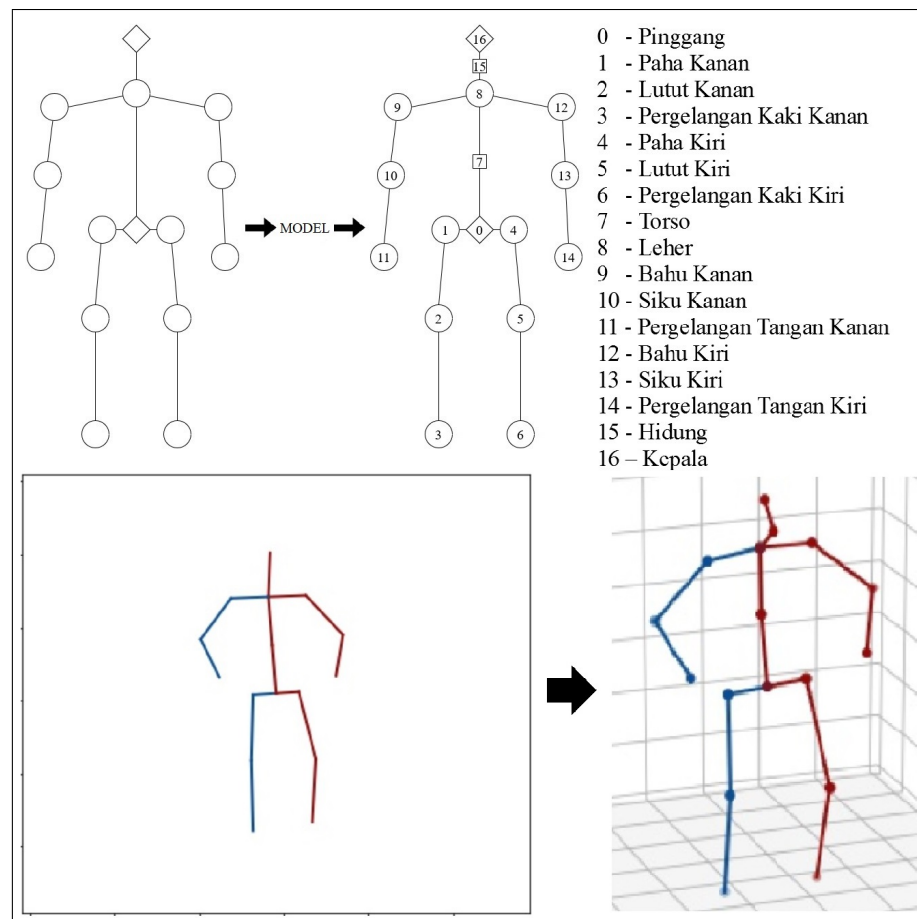 16
15
8
9
12
7
10
13
1
0
4
MODEL
11
14
2
5
3
6
0 - Pinggang
1 - Paha Kanan
2 - Lutut Kanan
3 - Pergelangan Kaki Kanan
4 - Paha Kiri
5 - Lutut Kiri
6 - Pergelangan Kaki Kiri
7 - Torso
8 - Leher
9 - Bahu Kanan
10 - Siku Kanan
11 - Pergelangan Tangan Kanan
12 - Bahu Kiri
13 - Siku Kiri
14 - Pergelangan Tangan Kiri
15 - Hidung
16 – Kepala